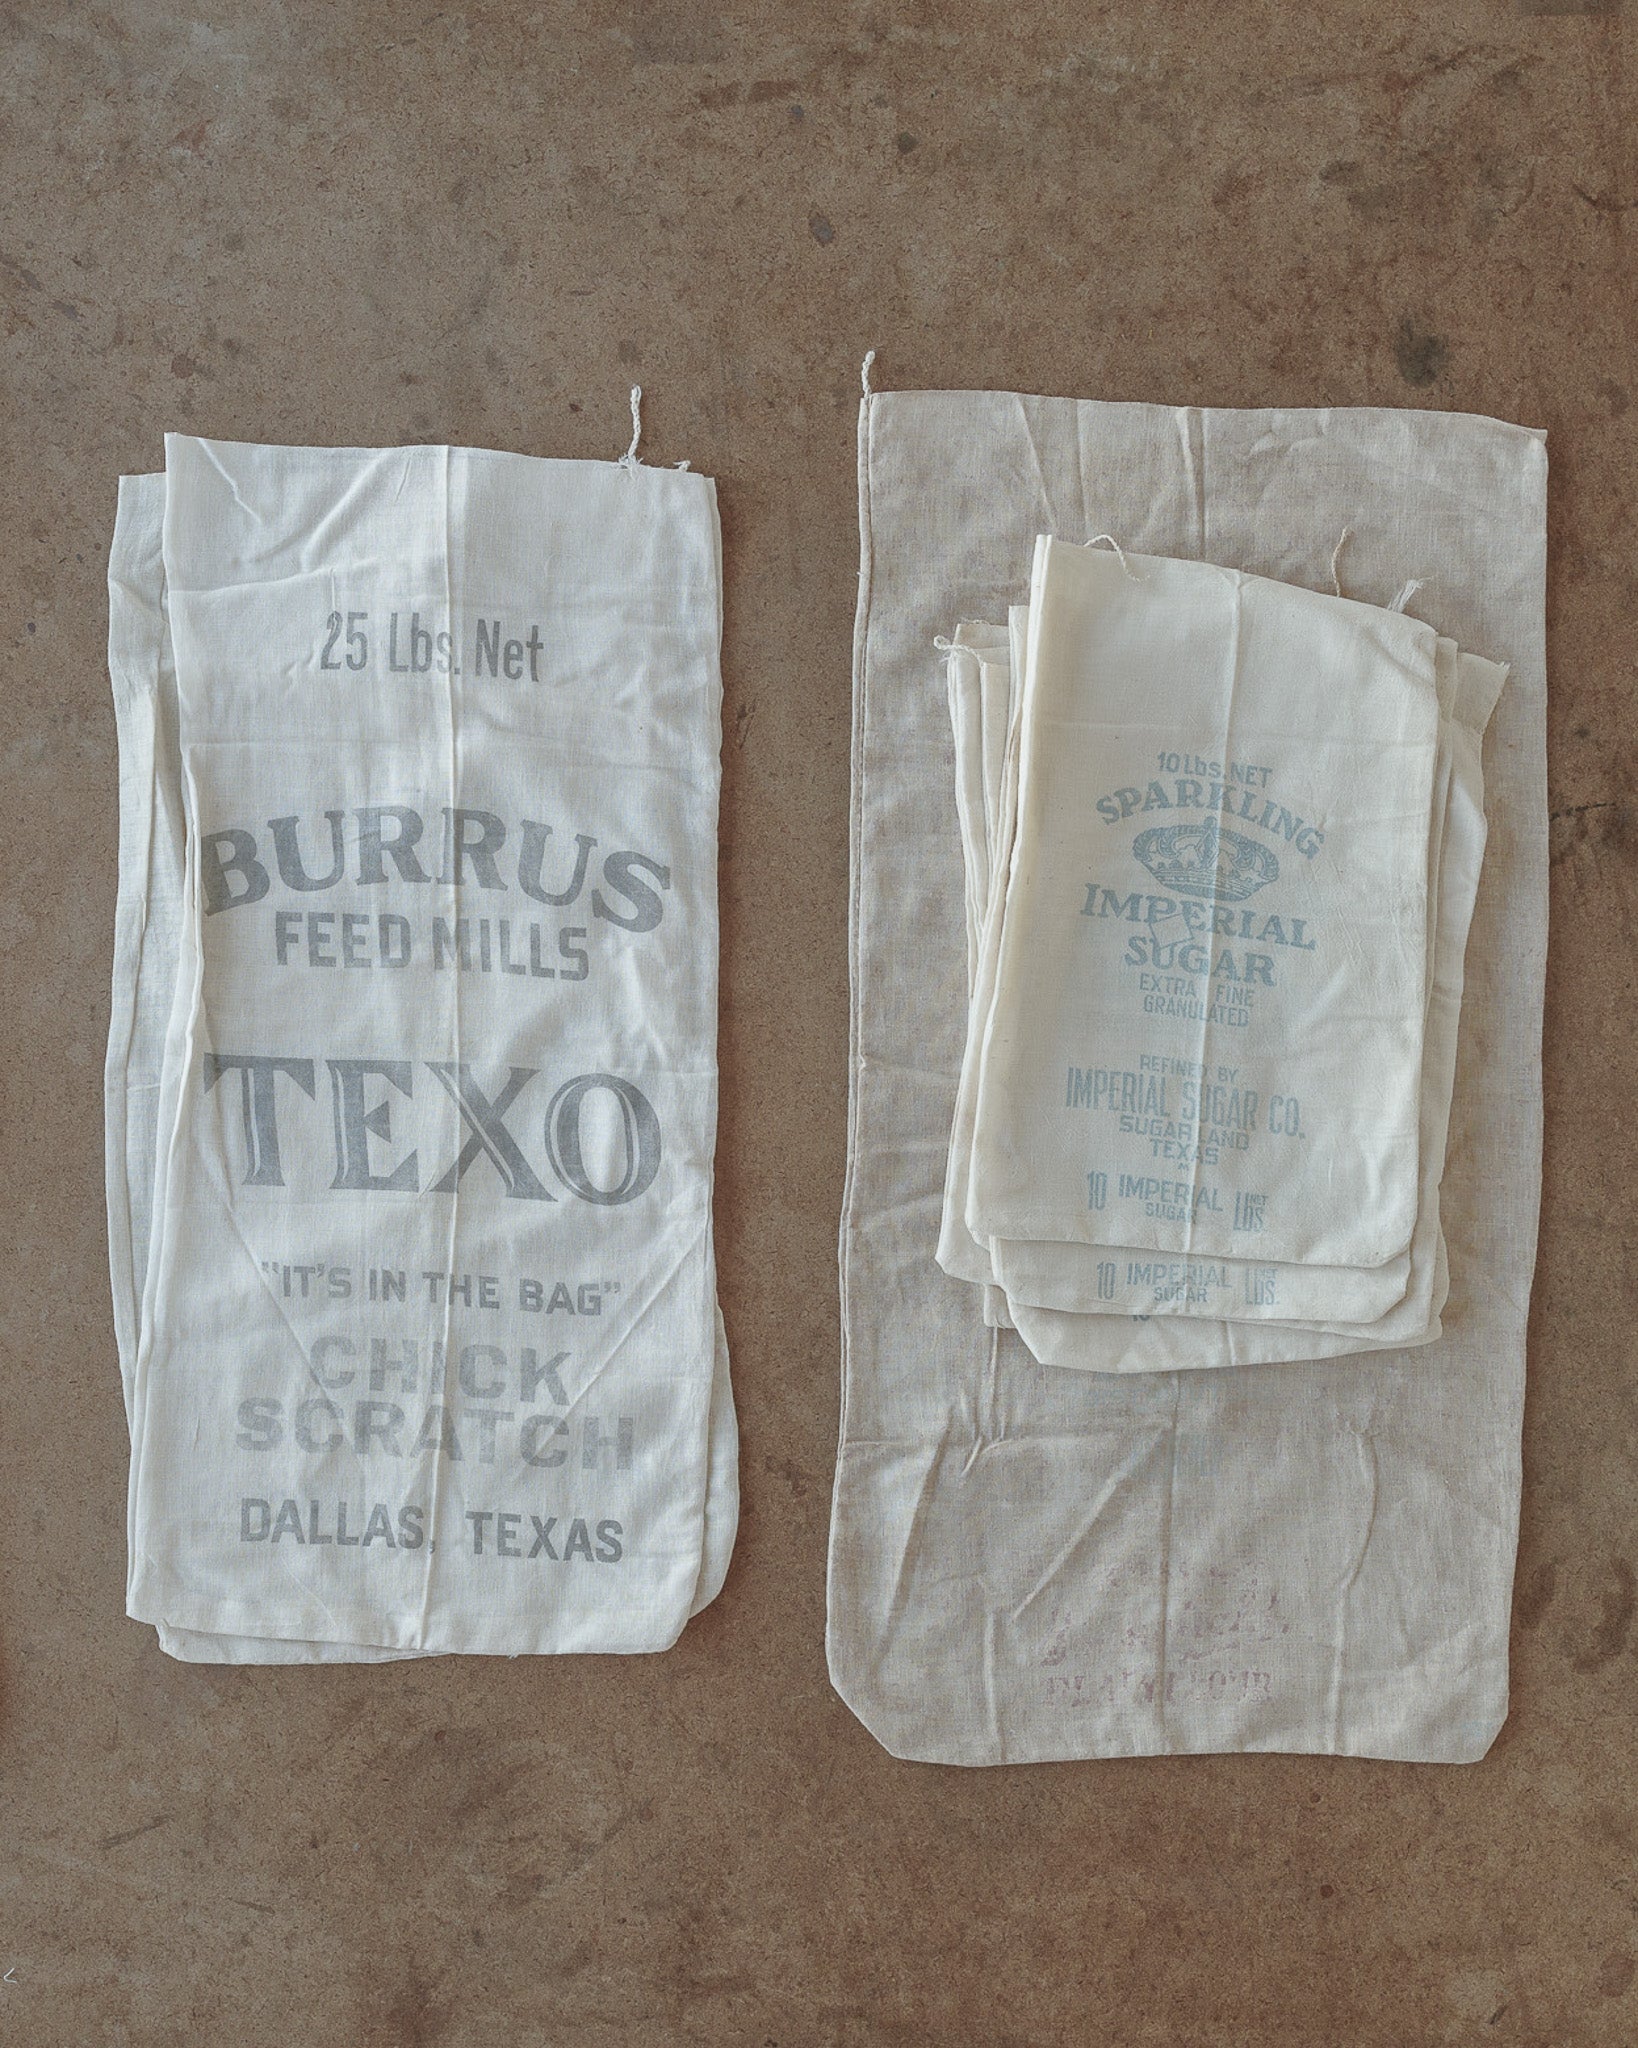 25 Lbs. Net
BURRUS
FEED MILLS
TEXO
"IT'S IN THE BAG"
CHICK
SCRATCH
DALLAS, TEXAS
10 Lbs. NET
SPARKLING
IMPERIAL
SUGAR
EXTRA FINE
GRANULATED
REFINED BY
IMPERIAL SUGAR CO.
SUGAR LAND
TEXAS
10 IMPERIAL SUGAR LBS. NET
10 IMPERIAL SUGAR LBS. NET
10